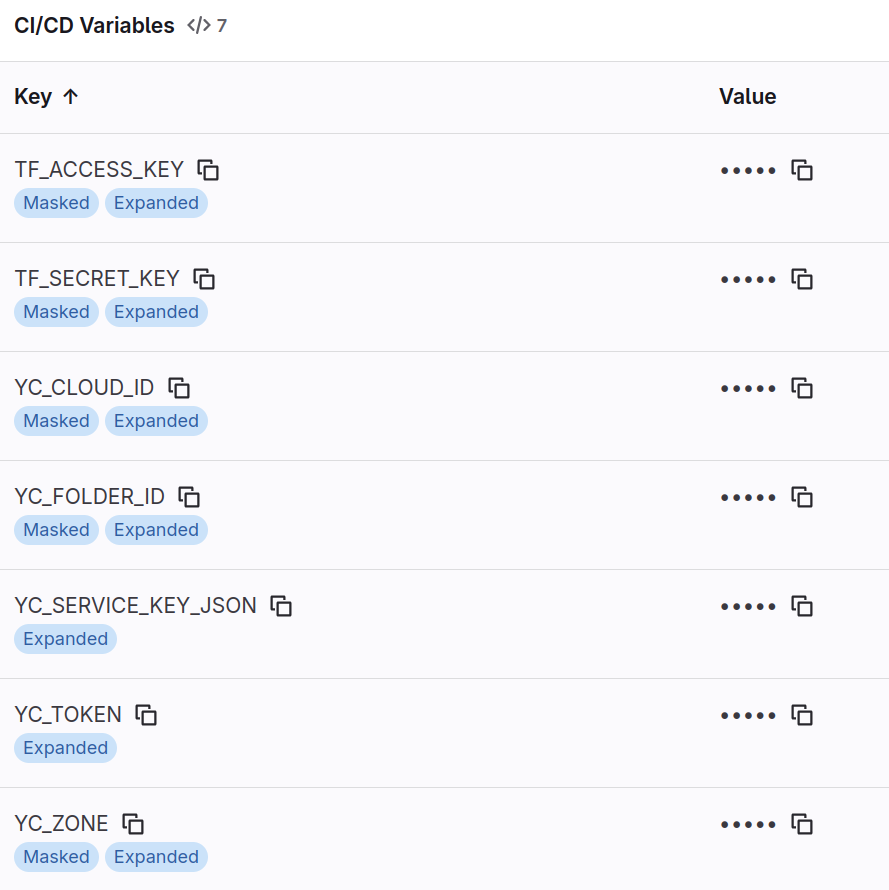 CI/CD Variables </> 7
Key ↑ Value
TF_ACCESS_KEY •••••
Masked Expanded
TF_SECRET_KEY •••••
Masked Expanded
YC_CLOUD_ID •••••
Masked Expanded
YC_FOLDER_ID •••••
Masked Expanded
YC_SERVICE_KEY_JSON •••••
Expanded
YC_TOKEN •••••
Expanded
YC_ZONE •••••
Masked Expanded